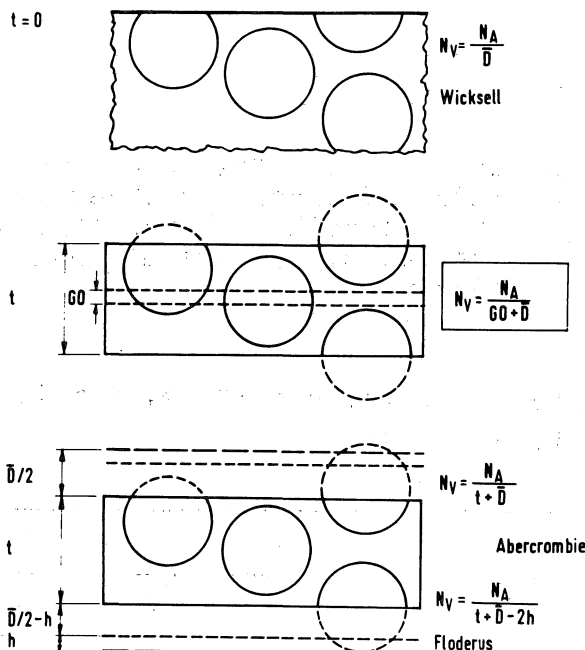 t = 0
N_V = N_A / D̄
Wicksell
t
GO
N_V = N_A / GO + D̄
D̄/2
N_V = N_A / t + D̄
t
Abercrombie
D̄/2-h
N_V = N_A / t + D̄ - 2h
h
Floderus